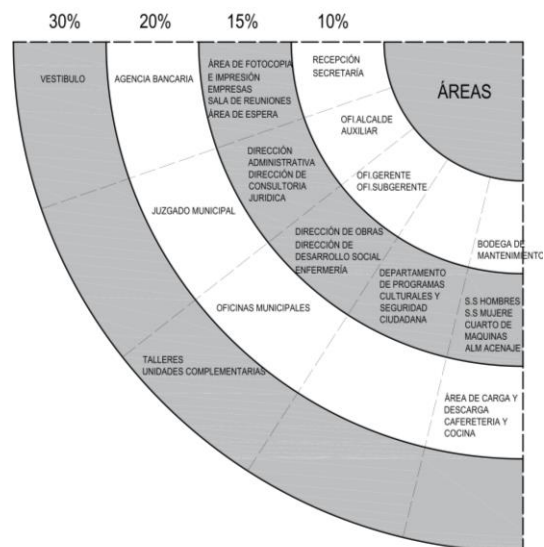 30%
20%
15%
10%
ÁREAS
VESTIBULO
AGENCIA BANCARIA
ÁREA DE FOTOCOPIA
E IMPRESIÓN
EMPRESAS
SALA DE REUNIONES
ÁREA DE ESPERA
RECEPCIÓN
SECRETARÍA
OFI.ALCALDE
AUXILIAR
DIRECCIÓN
ADMINISTRATIVA
DIRECCIÓN DE
CONSULTORIA
JURIDICA
OFI.GERENTE
OFI.SUBGERENTE
JUZGADO MUNICIPAL
DIRECCIÓN DE OBRAS
DIRECCIÓN DE
DESARROLLO SOCIAL
ENFERMERÍA
BODEGA DE
MANTENIMIENTO
DEPARTAMENTO
DE PROGRAMAS
CULTURALES Y
SEGURIDAD
CIUDADANA
S.S HOMBRES
S.S MUJERE
CUARTO DE
MAQUINAS
ALM ACENAJE
OFICINAS MUNICIPALES
TALLERES
UNIDADES COMPLEMENTARIAS
ÁREA DE CARGA Y
DESCARGA
CAFERETERIA Y
COCINA